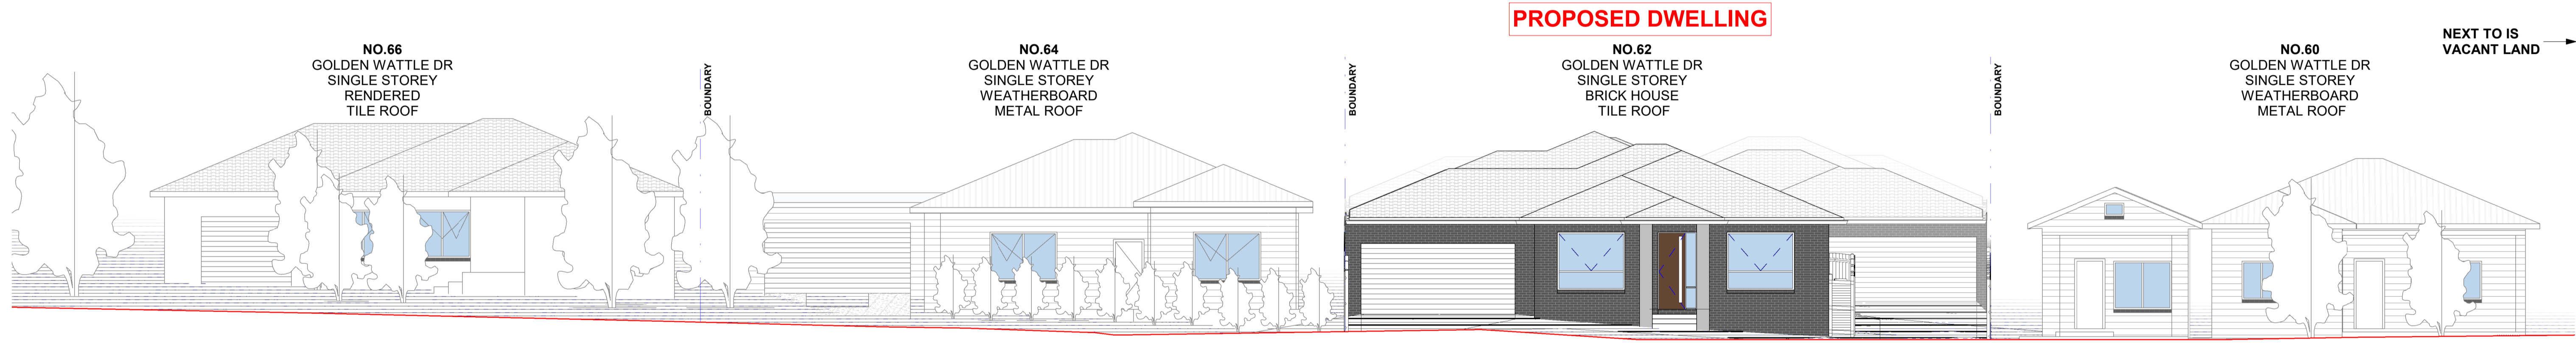 PROPOSED DWELLING
NO.66
GOLDEN WATTLE DR
SINGLE STOREY
RENDERED
TILE ROOF
BOUNDARY
NO.64
GOLDEN WATTLE DR
SINGLE STOREY
WEATHERBOARD
METAL ROOF
BOUNDARY
NO.62
GOLDEN WATTLE DR
SINGLE STOREY
BRICK HOUSE
TILE ROOF
BOUNDARY
NO.60
GOLDEN WATTLE DR
SINGLE STOREY
WEATHERBOARD
METAL ROOF
NEXT TO IS
VACANT LAND